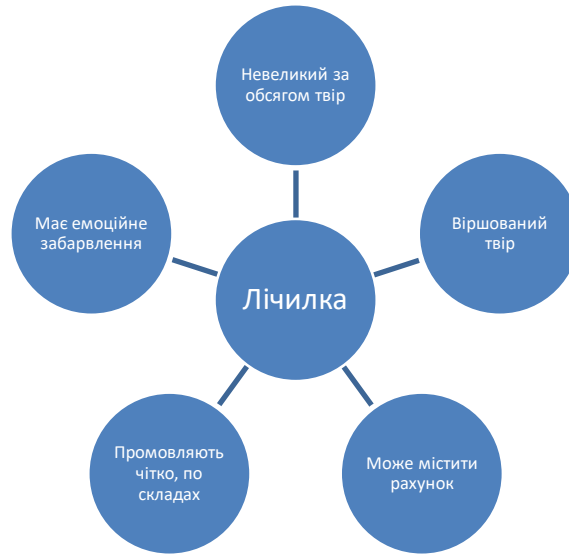 Невеликий за
обсягом твір
Має емоційне
забарвлення
Віршований
твір
Лічилка
Промовляють
чітко, по
складах
Може містити
рахунок